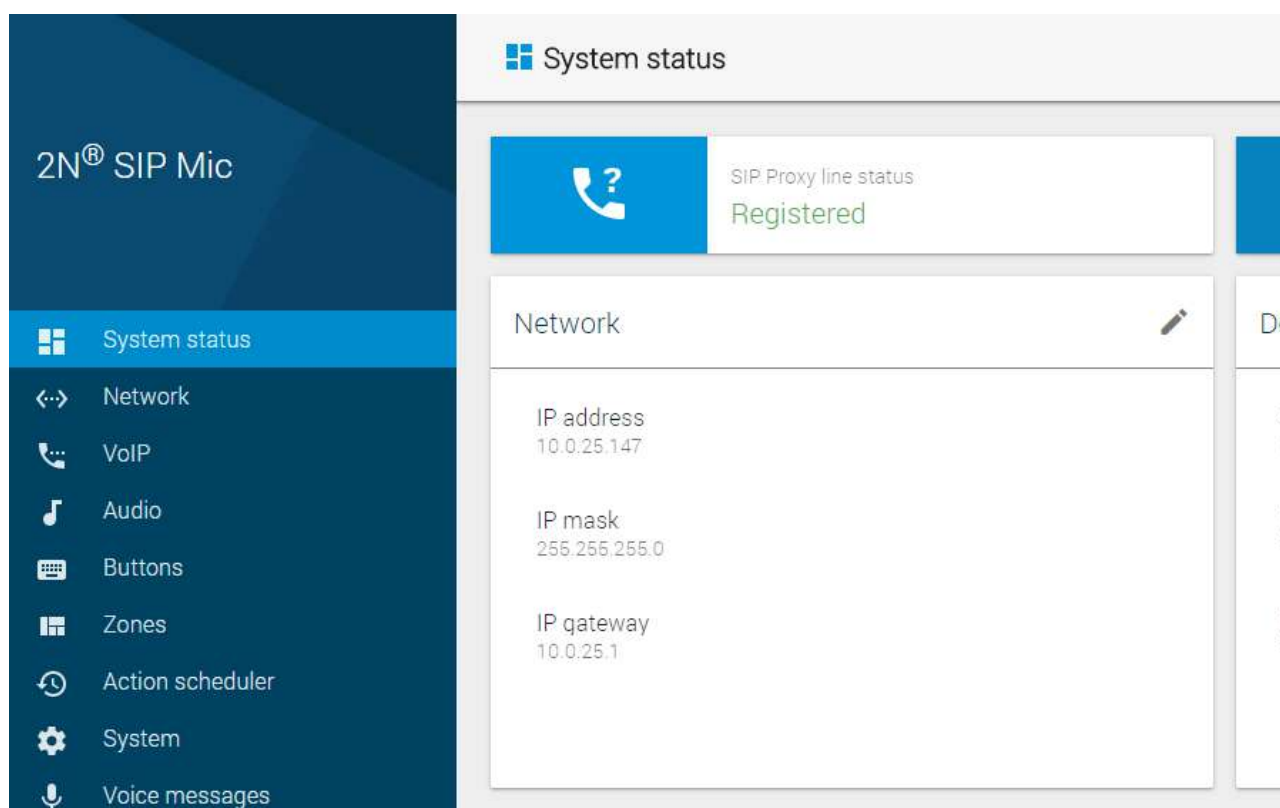 System status
2N® SIP Mic
SIP Proxy line status
Registered
System status
Network
VoIP
Audio
Buttons
Zones
Action scheduler
System
Voice messages
Network
IP address
10.0.25.147
IP mask
255.255.255.0
IP gateway
10.0.25.1